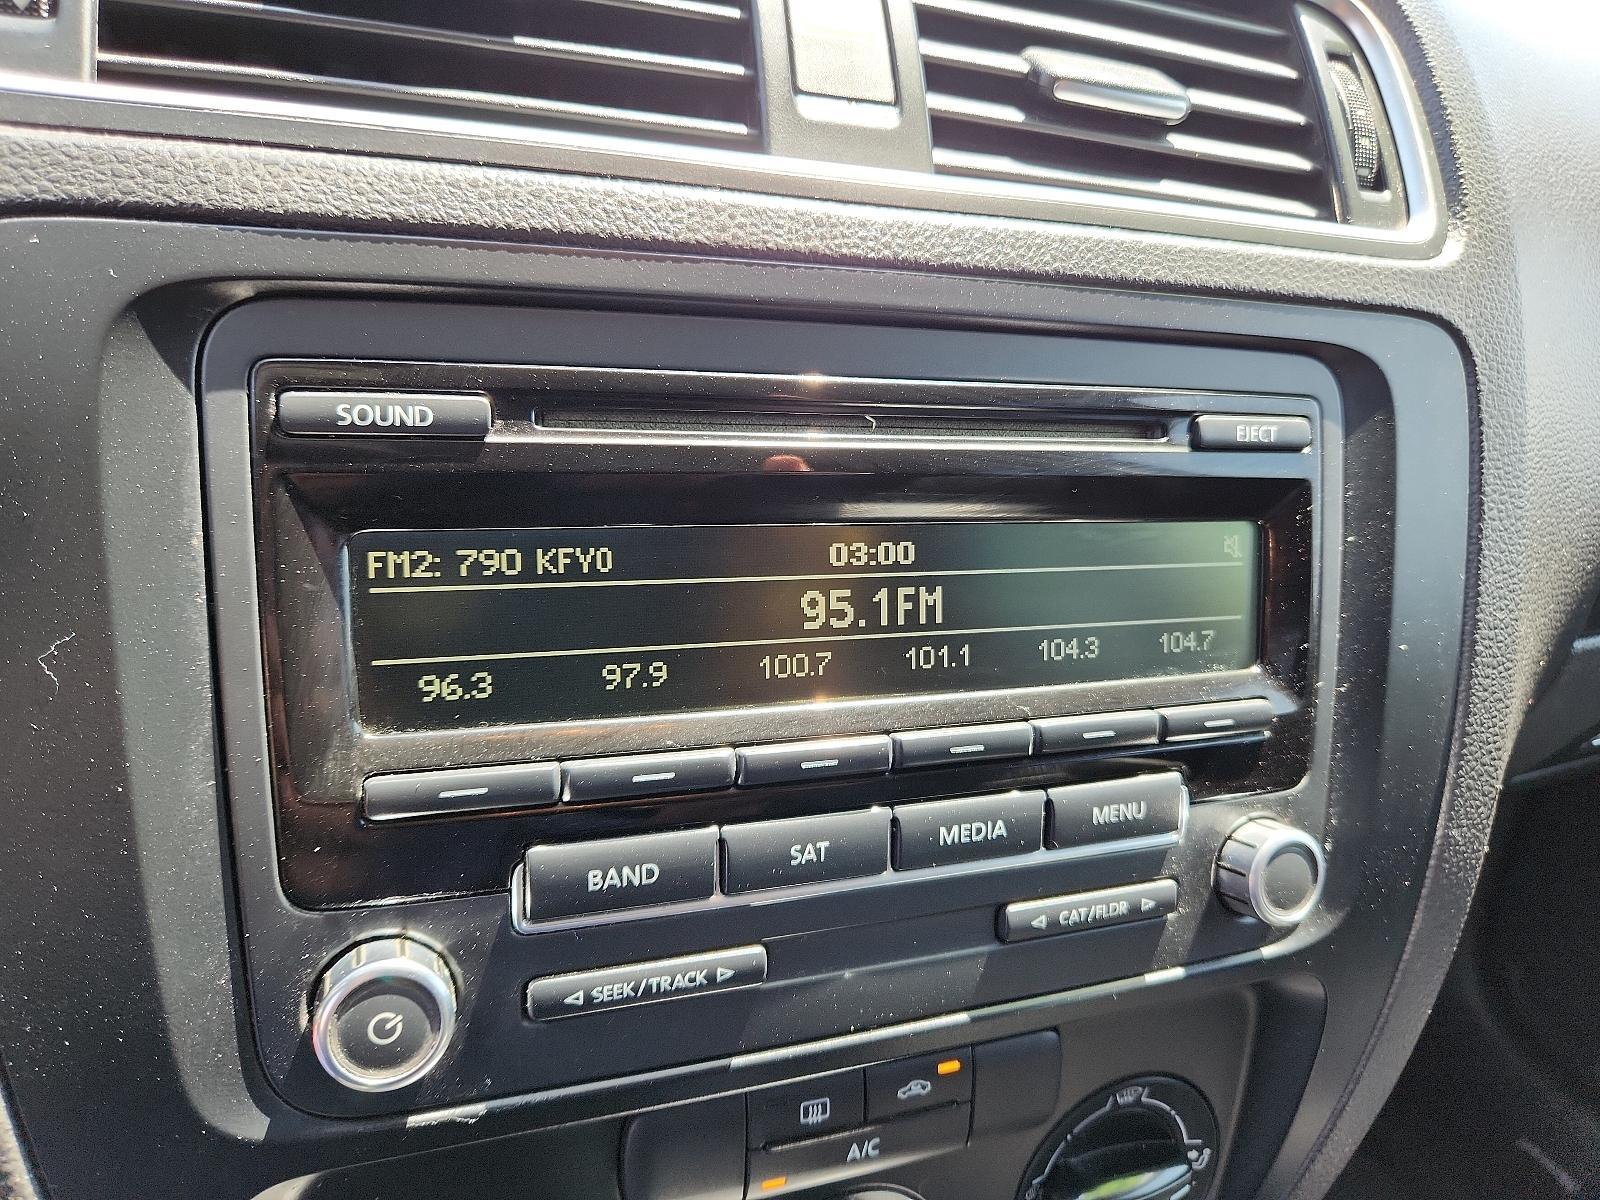 SOUND
EJECT
FM2: 790 KFYO 03:00
95.1FM
96.3 97.9 100.7 101.1 104.3 104.7
BAND SAT MEDIA MENU
CAT/FLDR
SEEK/TRACK
A/C